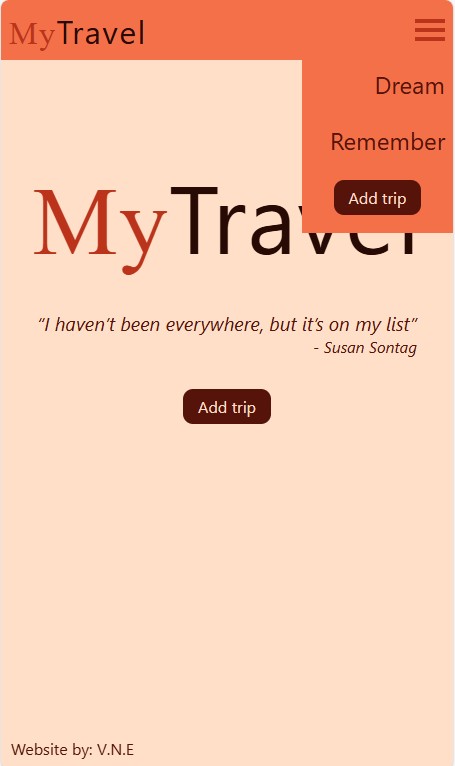 MyTravel
Dream
Remember
Add trip
MyTravel
“I haven’t been everywhere, but it’s on my list”
- Susan Sontag
Add trip
Website by: V.N.E